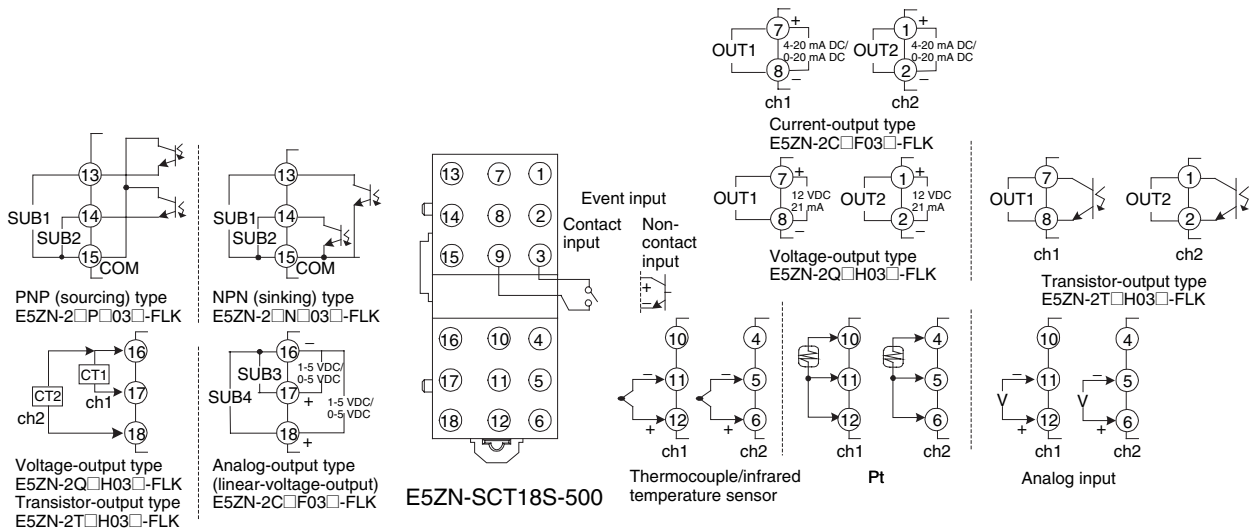 7
+
4-20 mA DC/
0-20 mA DC
OUT1
8
−
ch1
1
+
4-20 mA DC/
0-20 mA DC
OUT2
2
−
ch2
Current-output type
E5ZN-2C□F03□-FLK
13
14
SUB1
SUB2
15
COM
PNP (sourcing) type
E5ZN-2□P□03□-FLK
13
14
SUB1
SUB2
15
COM
NPN (sinking) type
E5ZN-2□N□03□-FLK
13 7 1
14 8 2
15 9 3
16 10 4
17 11 5
18 12 6
E5ZN-SCT18S-500
Event input
Contact
input
Non-
contact
input
+
−
7
+
OUT1
12 VDC
21 mA
8
−
ch1
1
+
OUT2
12 VDC
21 mA
2
−
ch2
Voltage-output type
E5ZN-2Q□H03□-FLK
7
OUT1
8
ch1
1
OUT2
2
ch2
Transistor-output type
E5ZN-2T□H03□-FLK
16
CT1
17
CT2
ch1
ch2
18
Voltage-output type
E5ZN-2Q□H03□-FLK
Transistor-output type
E5ZN-2T□H03□-FLK
16
−
1-5 VDC/
0-5 VDC
SUB3
17
+
SUB4
1-5 VDC/
0-5 VDC
18
+
Analog-output type
(linear-voltage-output)
E5ZN-2C□F03□-FLK
10
−
11
12
+
ch1
4
−
5
6
+
ch2
Thermocouple/infrared
temperature sensor
10
11
12
ch1
4
5
6
ch2
Pt
10
−
11
V
12
+
ch1
4
−
5
V
6
+
ch2
Analog input